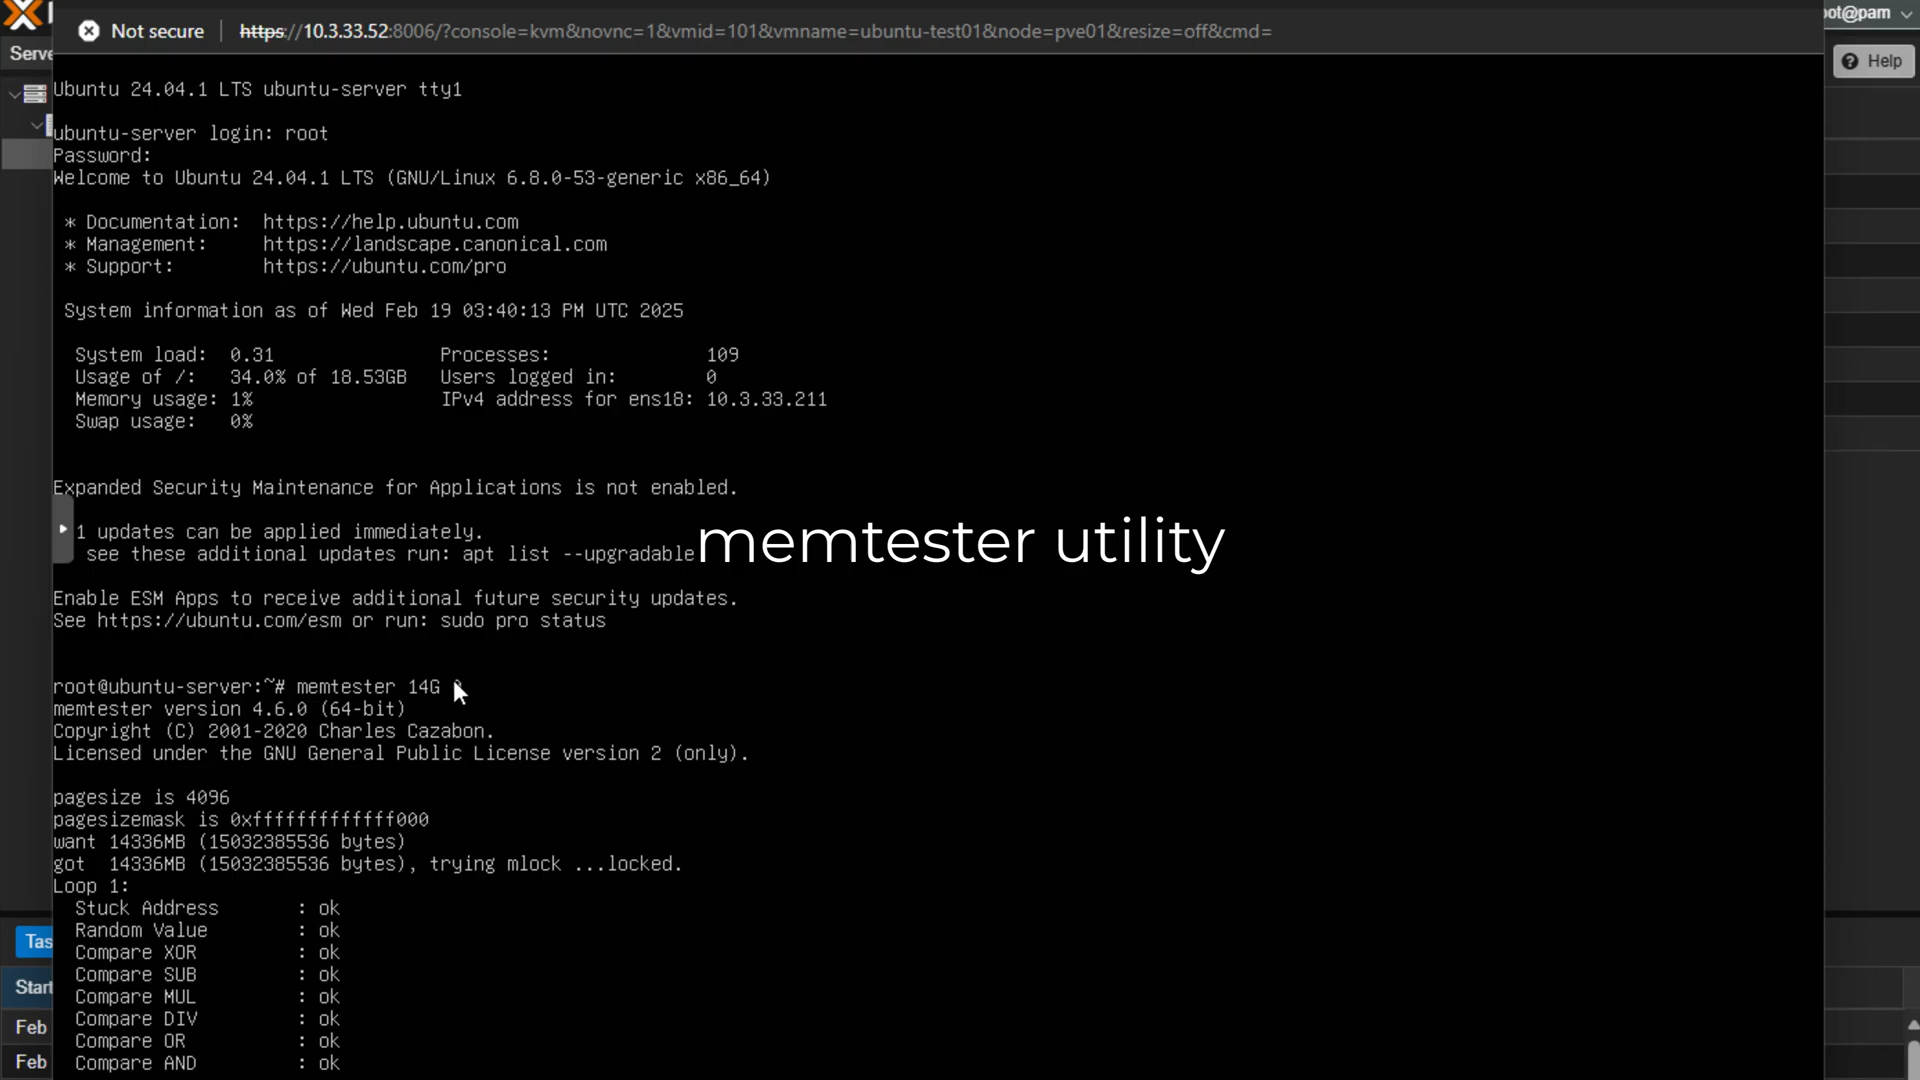 ot@pam
Not secure https://10.3.33.52:8006/?console=kvm&novnc=1&vmid=101&vmname=ubuntu-test01&node=pve01&resize=off&cmd=
Serve
Help
Ubuntu 24.04.1 LTS ubuntu-server tty1
ubuntu-server login: root
Password:
Welcome to Ubuntu 24.04.1 LTS (GNU/Linux 6.8.0-53-generic x86_64)
* Documentation: https://help.ubuntu.com
* Management: https://landscape.canonical.com
* Support: https://ubuntu.com/pro
System information as of Wed Feb 19 03:40:13 PM UTC 2025
System load: 0.31 Processes: 109
Usage of /: 34.0% of 18.53GB Users logged in: 0
Memory usage: 1% IPv4 address for ens18: 10.3.33.211
Swap usage: 0%
Expanded Security Maintenance for Applications is not enabled.
1 updates can be applied immediately.
see these additional updates run: apt list --upgradable
memtester utility
Enable ESM Apps to receive additional future security updates.
See https://ubuntu.com/esm or run: sudo pro status
root@ubuntu-server:~# memtester 14G
memtester version 4.6.0 (64-bit)
Copyright (C) 2001-2020 Charles Cazabon.
Licensed under the GNU General Public License version 2 (only).
pagesize is 4096
pagesizemask is 0xfffffffffffff000
want 14336MB (15032385536 bytes)
got 14336MB (15032385536 bytes), trying mlock ...locked.
Loop 1:
Stuck Address : ok
Random Value : ok
Compare XOR : ok
Compare SUB : ok
Compare MUL : ok
Compare DIV : ok
Compare OR : ok
Compare AND : ok
Tas
Start
Feb
Feb